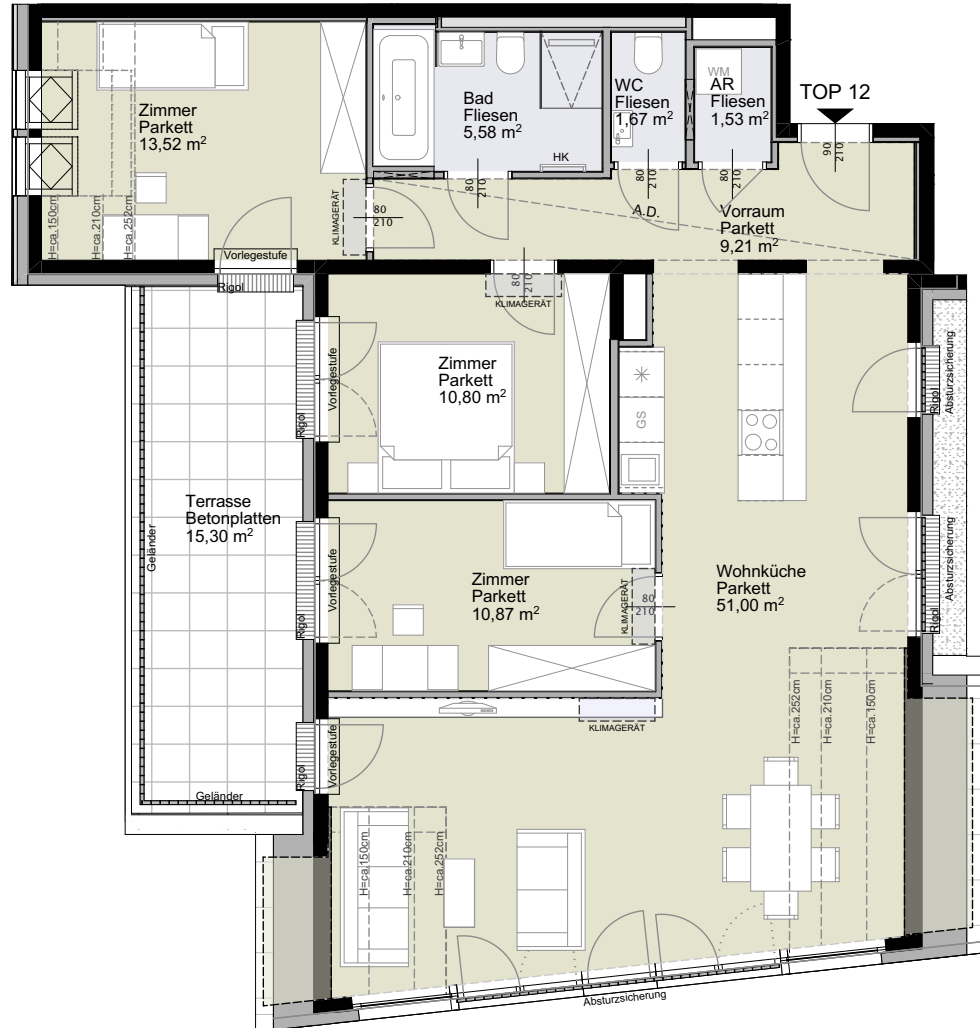 TOP 12
Zimmer
Parkett
13,52 m²
H=ca.150cm
H=ca.210cm
H=ca.252cm
Bad
Fliesen
5,58 m²
HK
WC
Fliesen
1,67 m²
WM
AR
Fliesen
1,53 m²
90
210
80
210
80
210
80
210
KLIMAGERÄT
80
210
A.D.
Vorraum
Parkett
9,21 m²
Vorlegestufe
Rigol
80
210
KLIMAGERÄT
Zimmer
Parkett
10,80 m²
Vorlegestufe
Rigol
GS
Rigol
Absturzsicherung
Terrasse
Betonplatten
15,30 m²
Geländer
Geländer
Vorlegestufe
Rigol
Zimmer
Parkett
10,87 m²
KLIMAGERÄT
80
210
Wohnküche
Parkett
51,00 m²
Rigol
Absturzsicherung
KLIMAGERÄT
Vorlegestufe
Rigol
H=ca.252cm
H=ca.210cm
H=ca.150cm
H=ca.150cm
H=ca.210cm
H=ca.252cm
Absturzsicherung